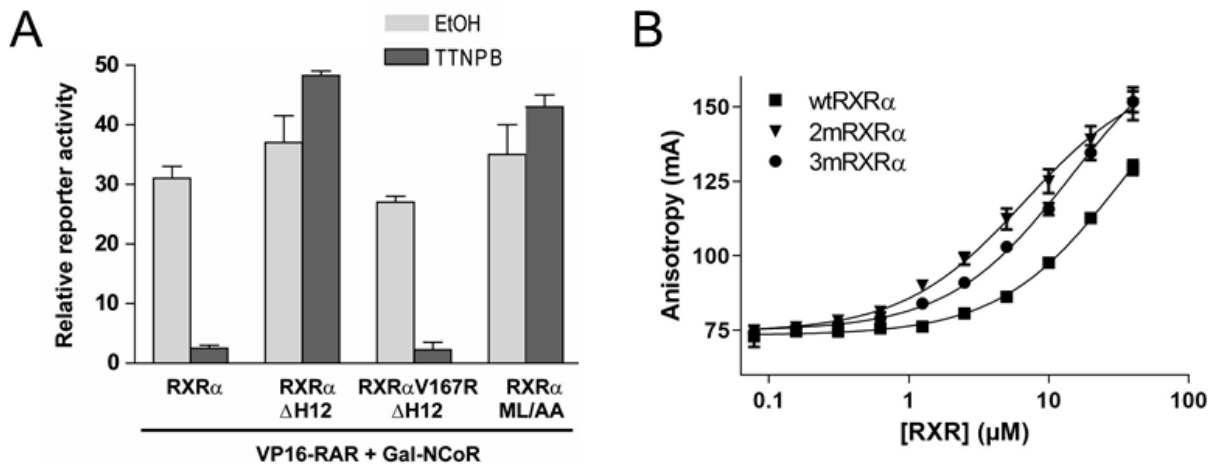 A
EtOH
TTNPB
Relative reporter activity
50
40
30
20
10
0
RXRα
RXRα
ΔH12
RXRαV167R
ΔH12
RXRα
ML/AA
VP16-RAR + Gal-NCoR
B
wtRXRα
2mRXRα
3mRXRα
Anisotropy (mA)
150
125
100
75
0.1
1
10
100
[RXR] (µM)